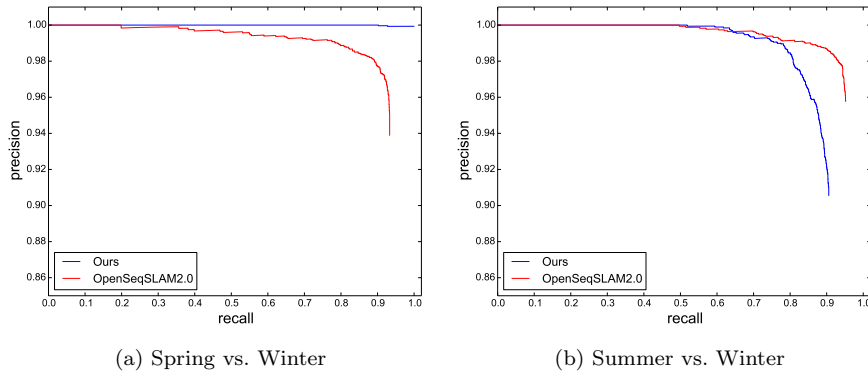 1.00
0.98
0.96
0.94
0.92
0.90
0.88
0.86
precision
Ours
OpenSeqSLAM2.0
0.0 0.1 0.2 0.3 0.4 0.5 0.6 0.7 0.8 0.9 1.0
recall
(a) Spring vs. Winter
1.00
0.98
0.96
0.94
0.92
0.90
0.88
0.86
precision
Ours
OpenSeqSLAM2.0
0.0 0.1 0.2 0.3 0.4 0.5 0.6 0.7 0.8 0.9 1.0
recall
(b) Summer vs. Winter